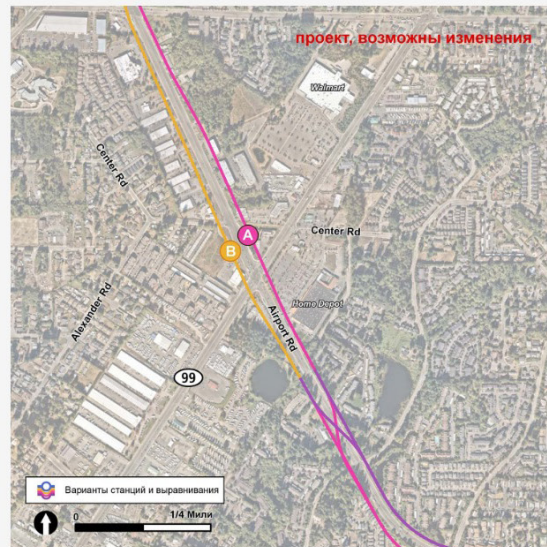 проект, возможны изменения
Walmart
Center Rd
A
Center Rd
B
Home Depot
Airport Rd
Alexander Rd
99
Варианты станций и выравнивания
0
1/4 Мили